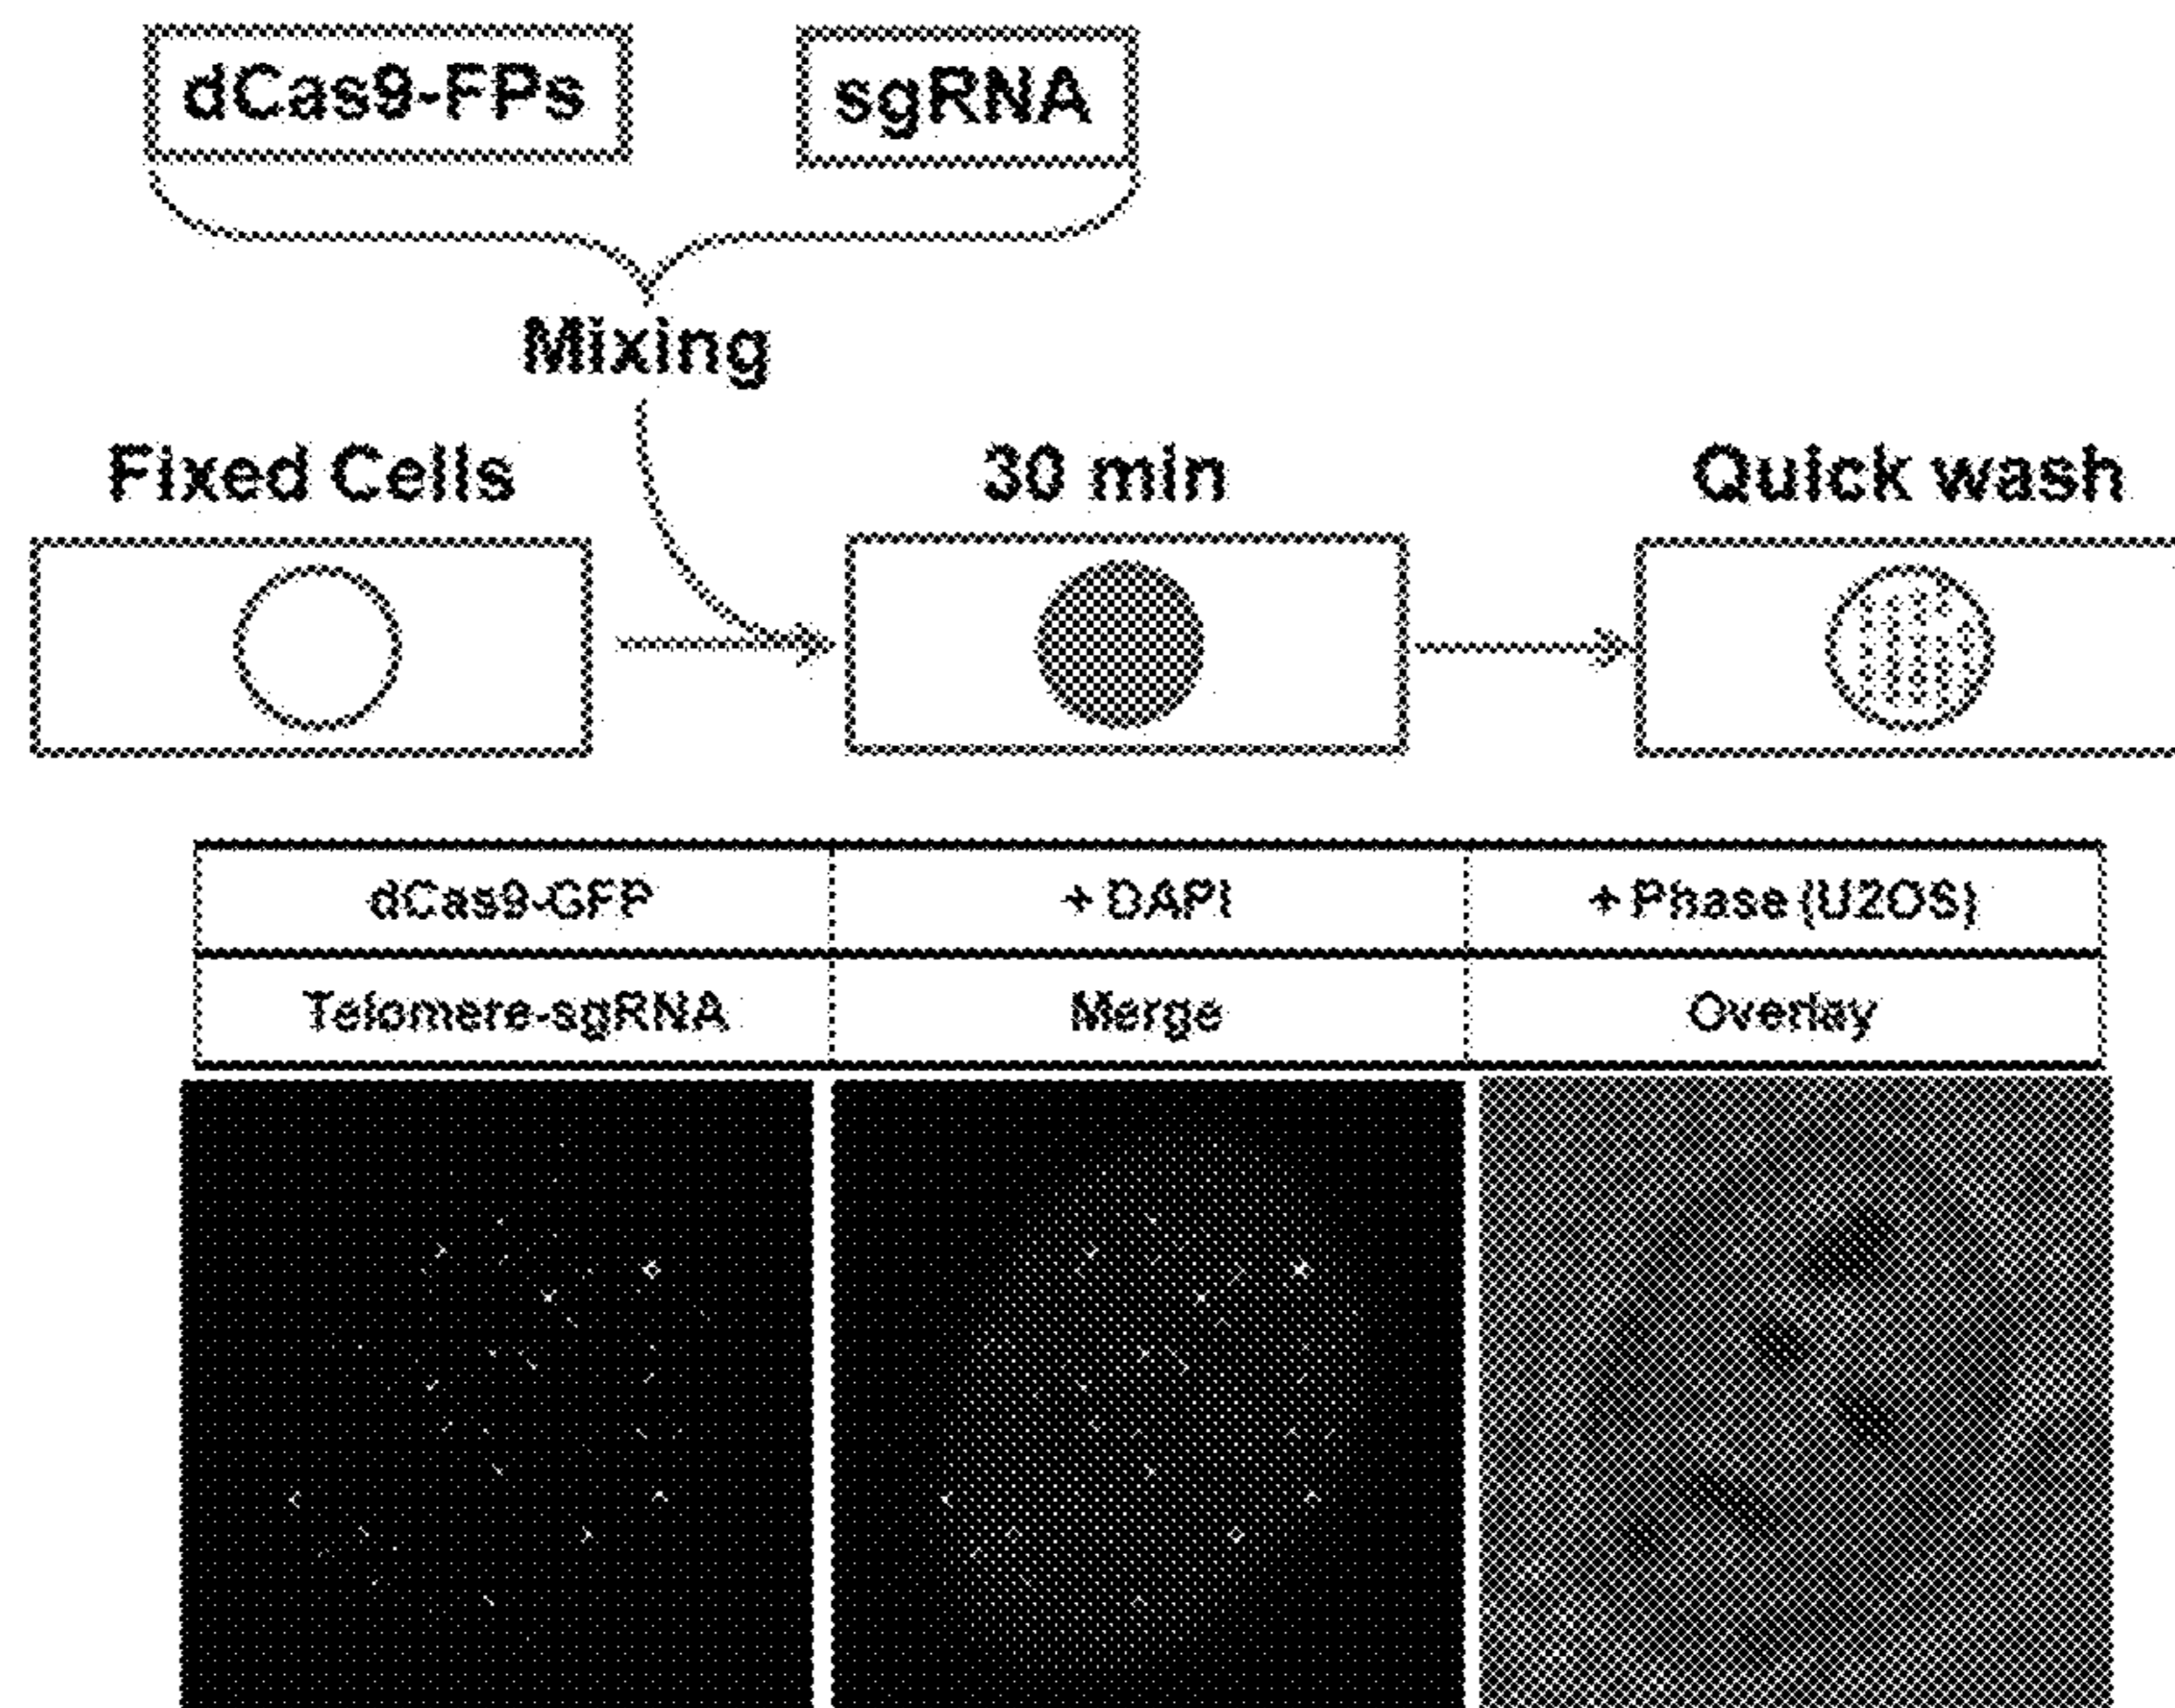 dCas9-FPs
sgRNA
Mixing
Fixed Cells
30 min
Quick wash
dCas9-GFP
+ DAPI
+ Phase (U2OS)
Telomere-sgRNA
Merge
Overlay